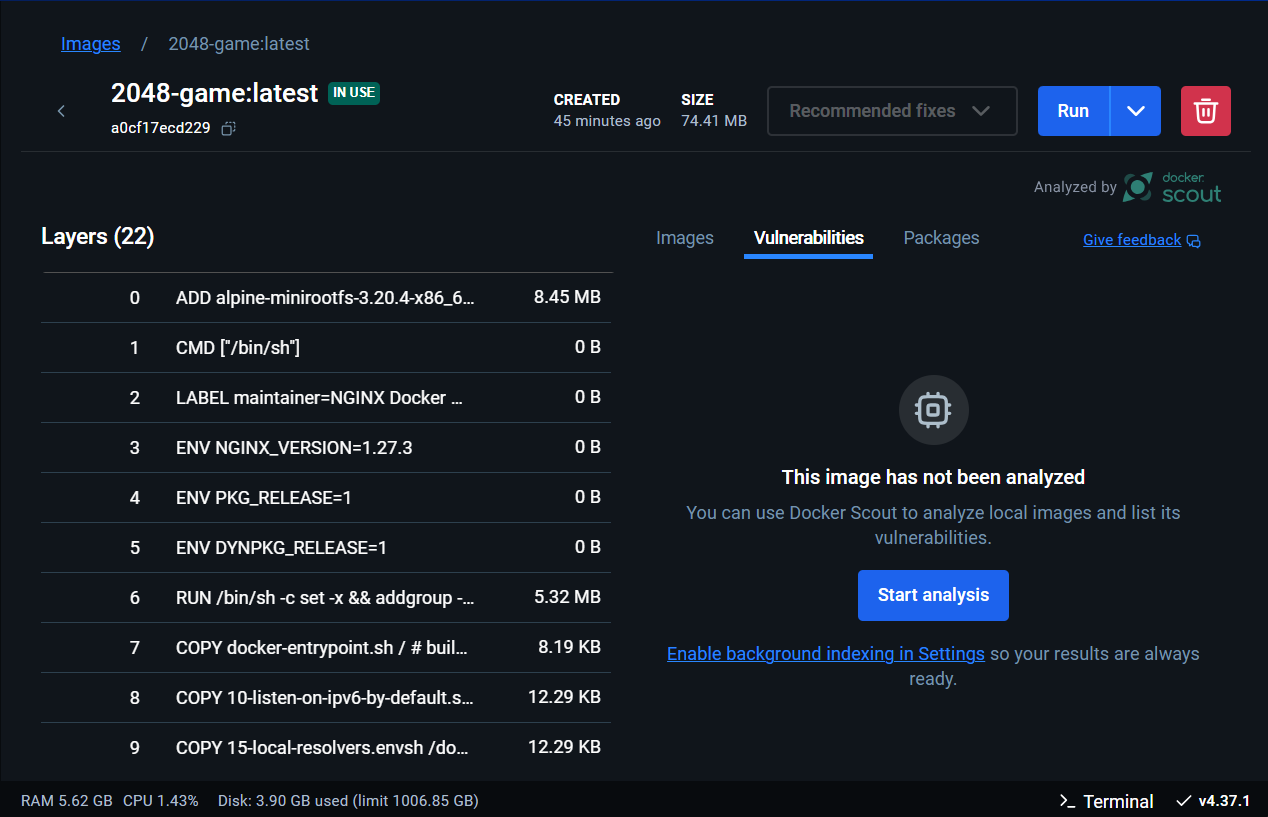 Images / 2048-game:latest
2048-game:latest IN USE
a0cf17ecd229
CREATED
45 minutes ago
SIZE
74.41 MB
Recommended fixes
Run
Analyzed by docker scout
Layers (22)
0 ADD alpine-minirootfs-3.20.4-x86_6... 8.45 MB
1 CMD ["/bin/sh"] 0 B
2 LABEL maintainer=NGINX Docker ... 0 B
3 ENV NGINX_VERSION=1.27.3 0 B
4 ENV PKG_RELEASE=1 0 B
5 ENV DYNPKG_RELEASE=1 0 B
6 RUN /bin/sh -c set -x && addgroup -... 5.32 MB
7 COPY docker-entrypoint.sh / # buil... 8.19 KB
8 COPY 10-listen-on-ipv6-by-default.s... 12.29 KB
9 COPY 15-local-resolvers.envsh /do... 12.29 KB
Images Vulnerabilities Packages Give feedback
This image has not been analyzed
You can use Docker Scout to analyze local images and list its
vulnerabilities.
Start analysis
Enable background indexing in Settings so your results are always
ready.
RAM 5.62 GB CPU 1.43% Disk: 3.90 GB used (limit 1006.85 GB)
Terminal v4.37.1